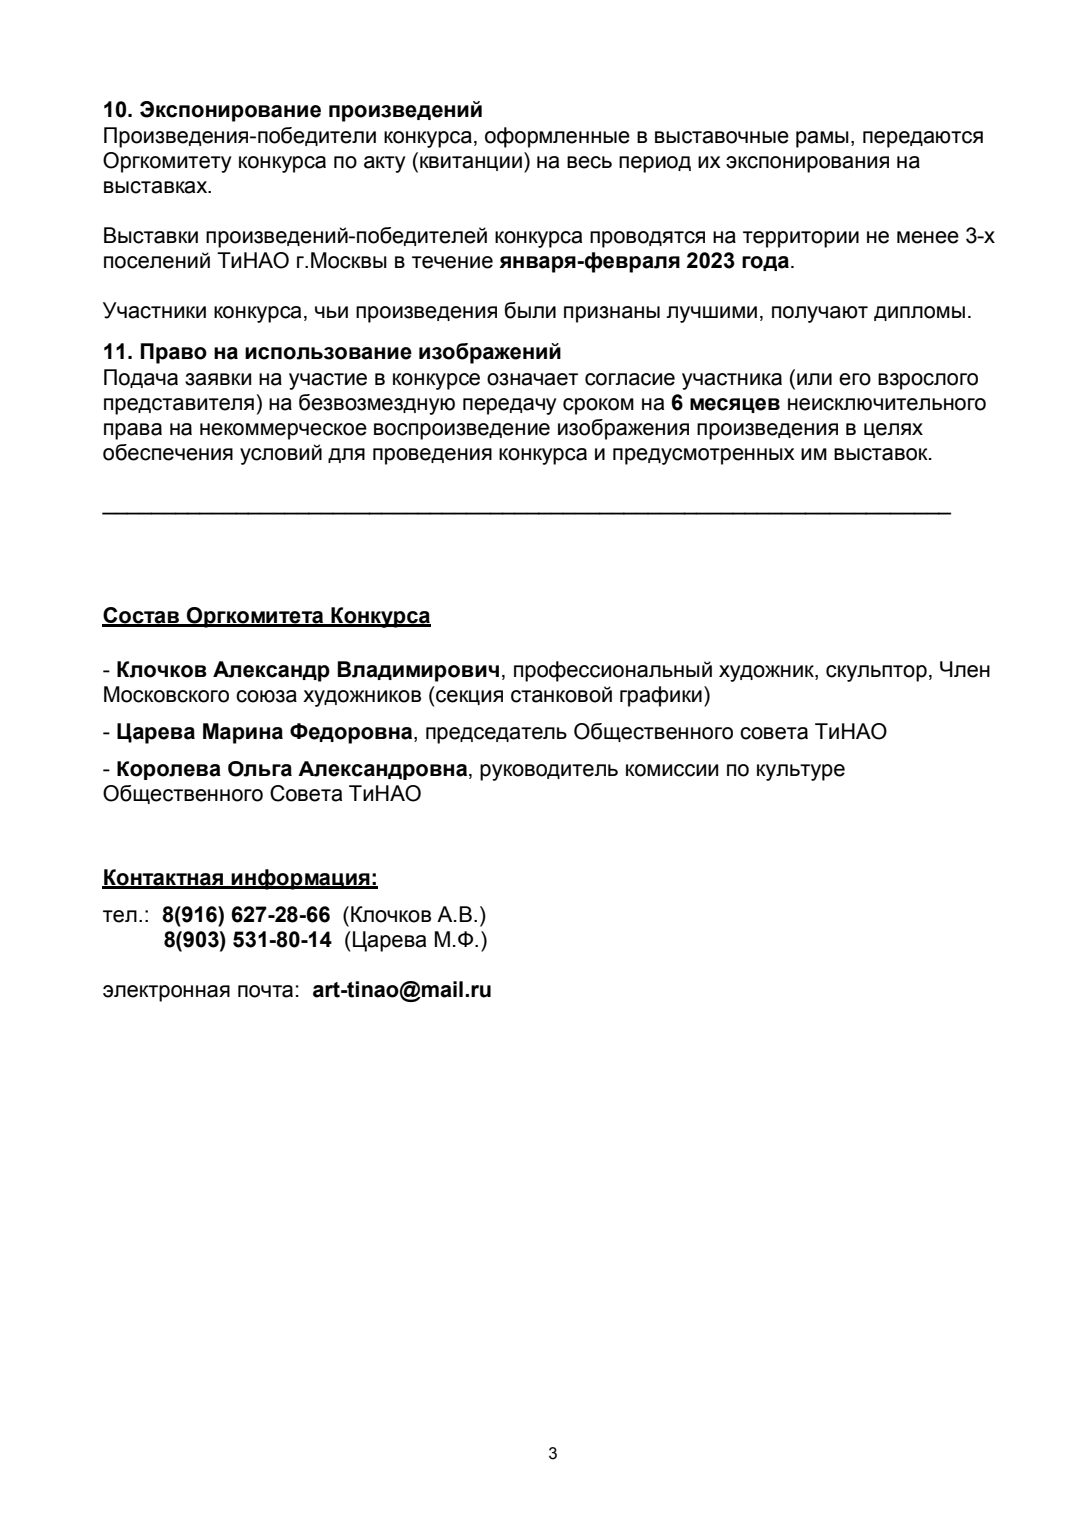 10. Экспонирование произведений
Произведения-победители конкурса, оформленные в выставочные рамы, передаются
Оргкомитету конкурса по акту (квитанции) на весь период их экспонирования на
выставках.
Выставки произведений-победителей конкурса проводятся на территории не менее 3-х
поселений ТиНАО г.Москвы в течение января-февраля 2023 года.
Участники конкурса, чьи произведения были признаны лучшими, получают дипломы.
11. Право на использование изображений
Подача заявки на участие в конкурсе означает согласие участника (или его взрослого
представителя) на безвозмездную передачу сроком на 6 месяцев неисключительного
права на некоммерческое воспроизведение изображения произведения в целях
обеспечения условий для проведения конкурса и предусмотренных им выставок.
Состав Оргкомитета Конкурса
- Клочков Александр Владимирович, профессиональный художник, скульптор, Член
Московского союза художников (секция станковой графики)
- Царева Марина Федоровна, председатель Общественного совета ТиНАО
- Королева Ольга Александровна, руководитель комиссии по культуре
Общественного Совета ТиНАО
Контактная информация:
тел.: 8(916) 627-28-66 (Клочков А.В.)
8(903) 531-80-14 (Царева М.Ф.)
электронная почта: art-tinao@mail.ru
3